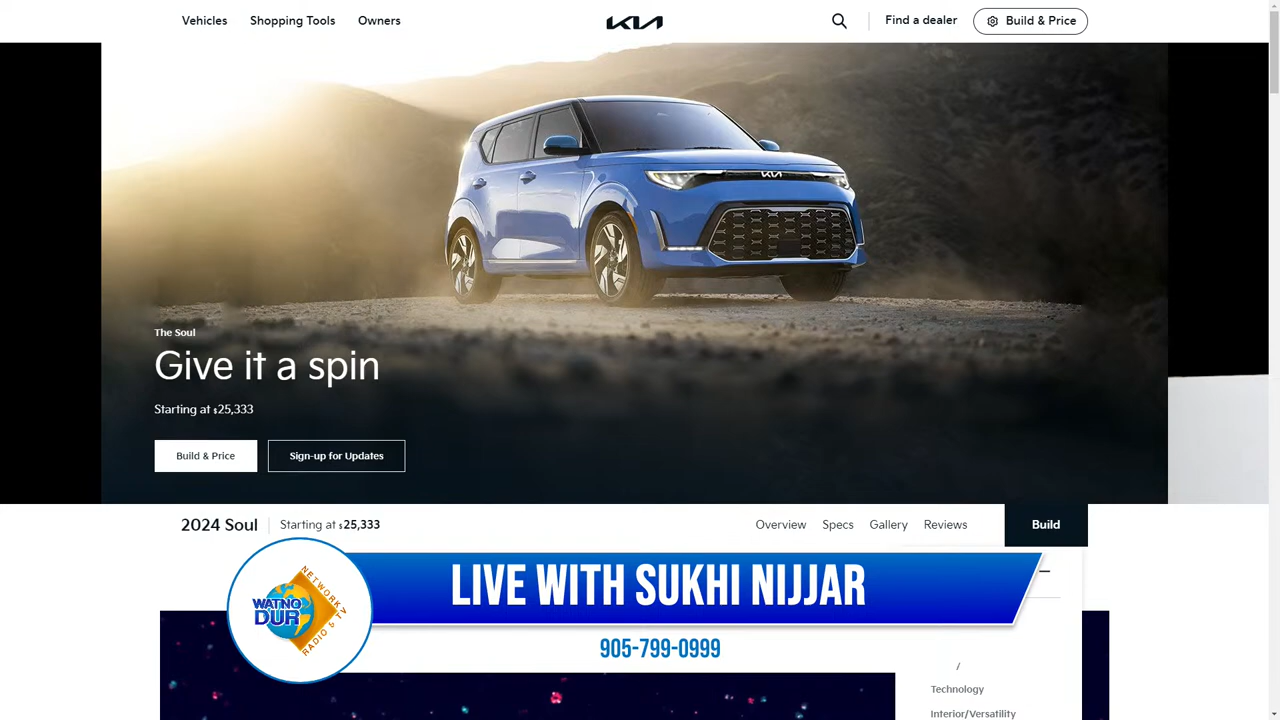 Vehicles Shopping Tools Owners KIA Find a dealer Build & Price
KIA
The Soul
Give it a spin
Starting at $25,333
Build & Price Sign-up for Updates
2024 Soul Starting at $25,333 Overview Specs Gallery Reviews Build
LIVE WITH SUKHI NIJJAR
NETWORK
WATNO
DUR
RADIO & TV
905-799-0999
/
Technology
Interior/Versatility